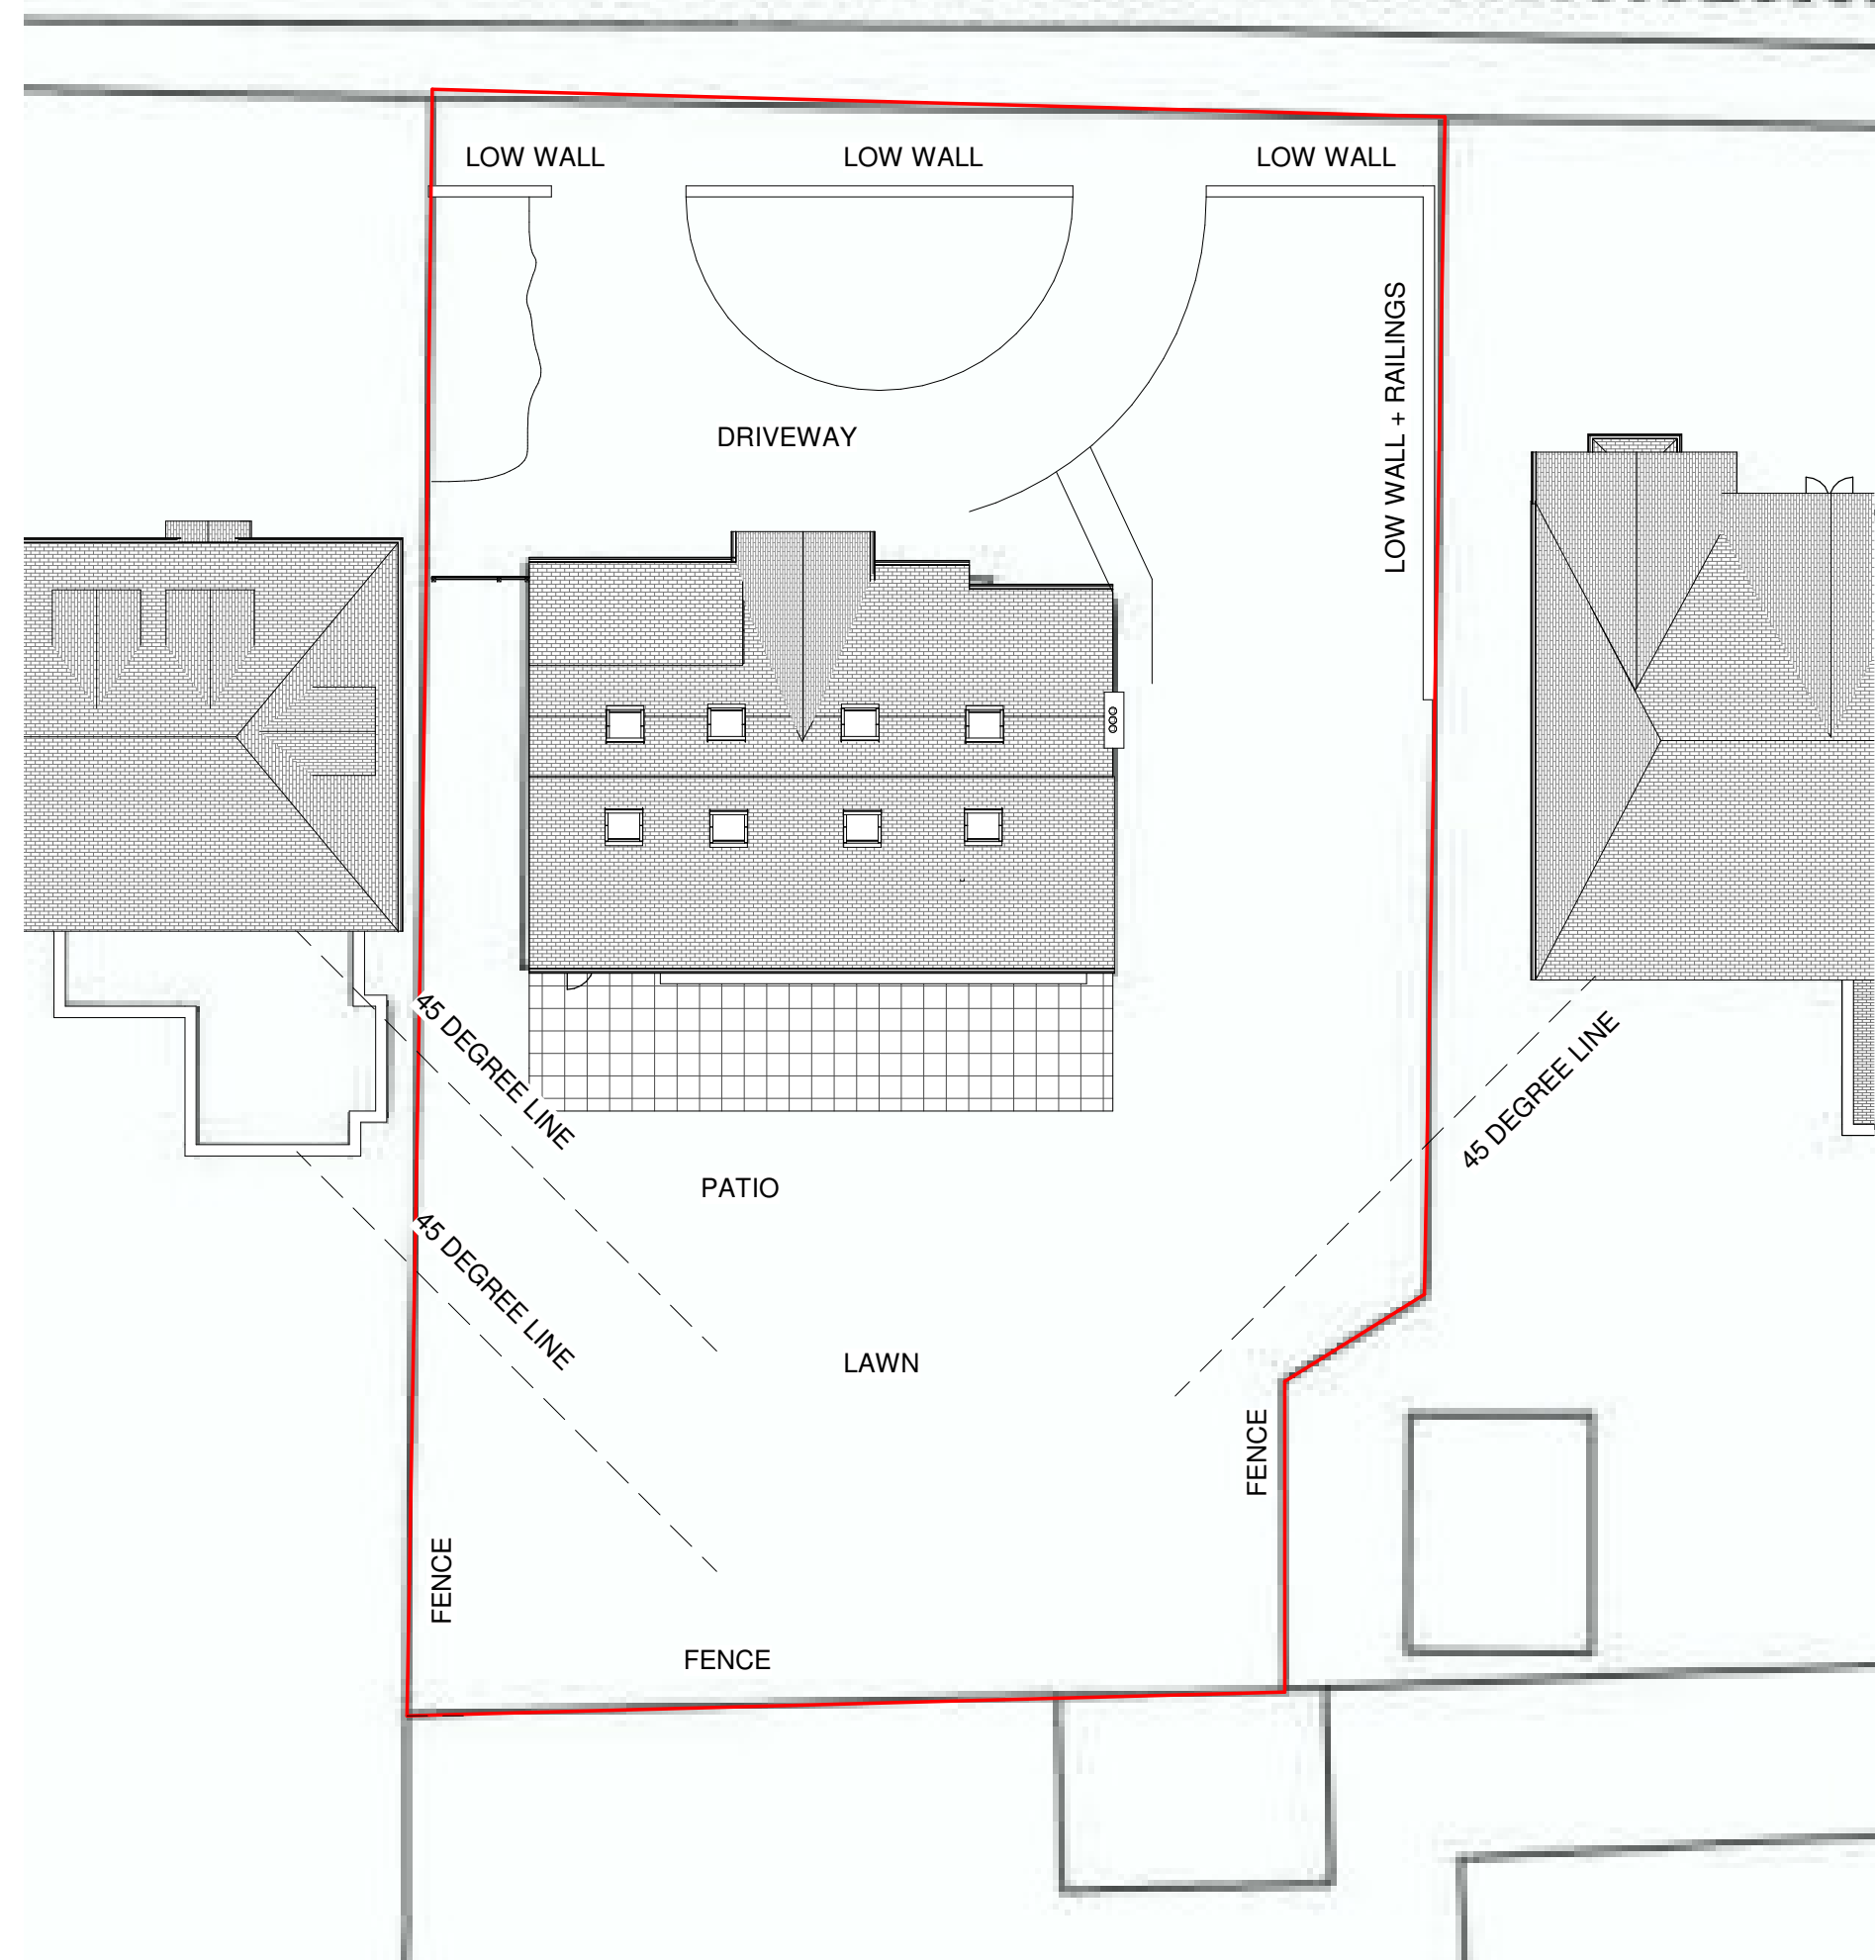 LOW WALL
LOW WALL
LOW WALL
LOW WALL + RAILINGS
DRIVEWAY
45 DEGREE LINE
45 DEGREE LINE
PATIO
45 DEGREE LINE
LAWN
FENCE
FENCE
FENCE